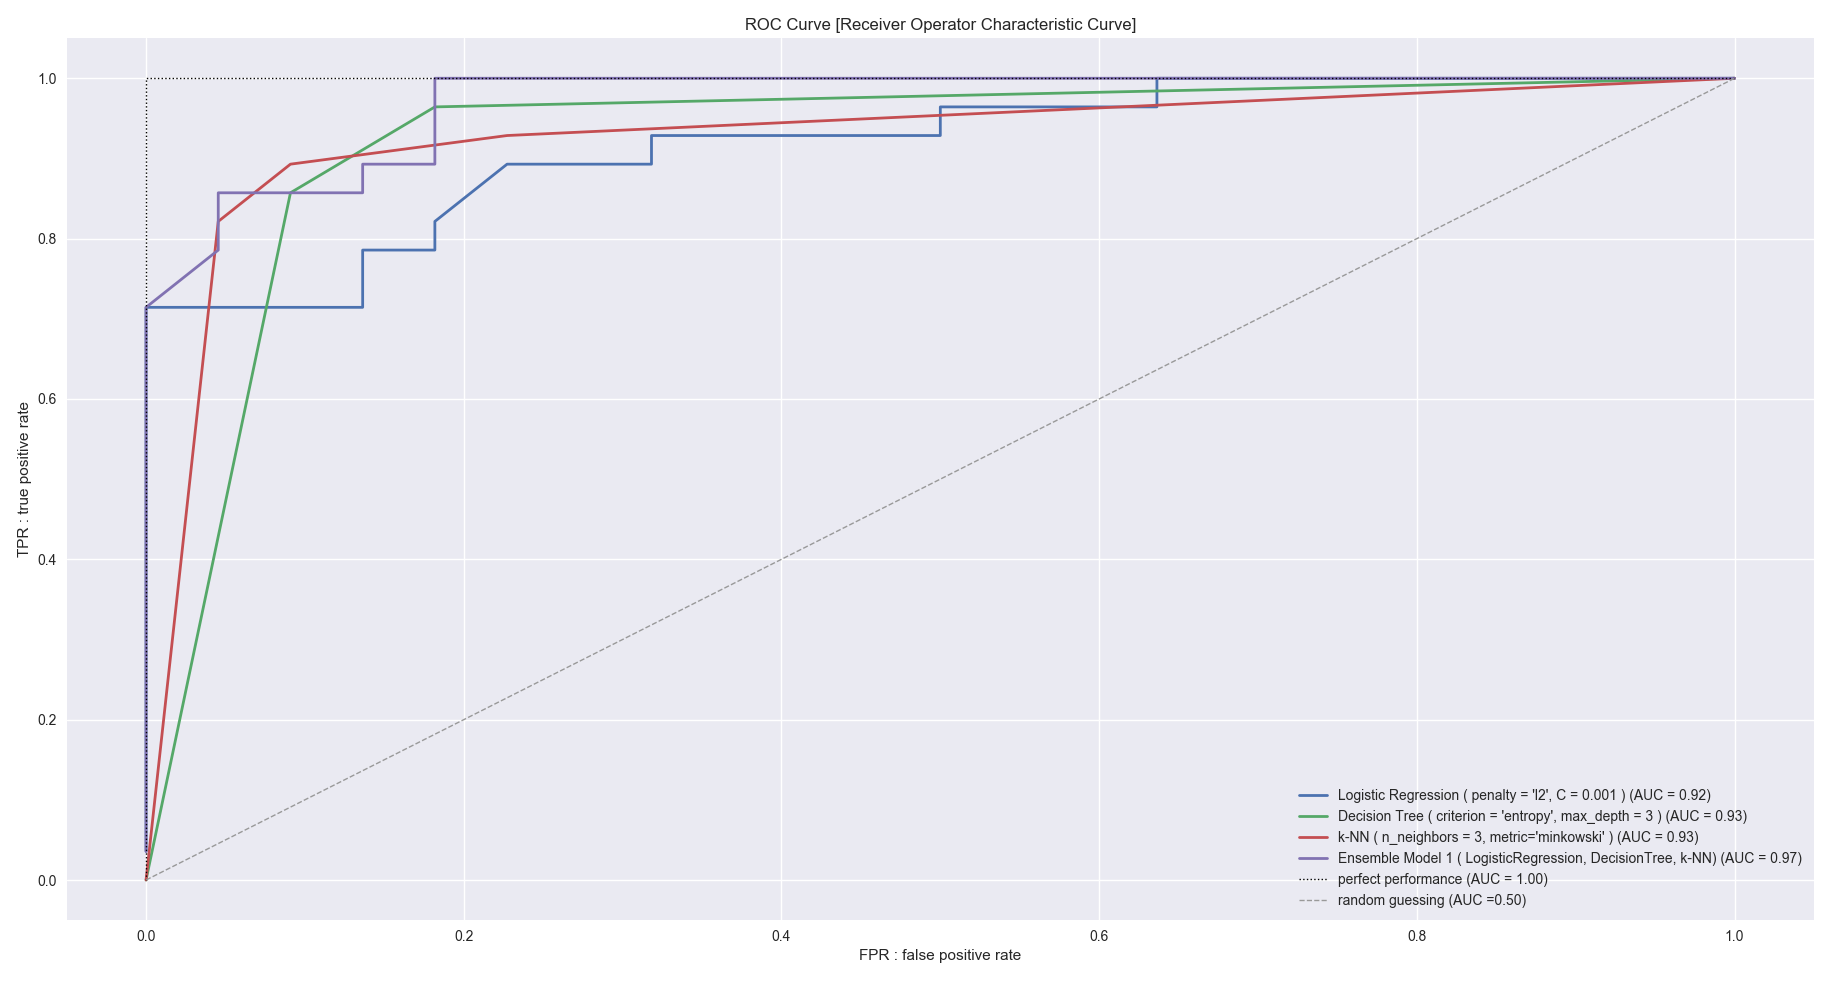 ROC Curve [Receiver Operator Characteristic Curve]
1.0
0.8
0.6
0.4
0.2
0.0
TPR : true positive rate
Logistic Regression ( penalty = 'l2', C = 0.001 ) (AUC = 0.92)
Decision Tree ( criterion = 'entropy', max_depth = 3 ) (AUC = 0.93)
k-NN ( n_neighbors = 3, metric='minkowski' ) (AUC = 0.93)
Ensemble Model 1 ( LogisticRegression, DecisionTree, k-NN) (AUC = 0.97)
perfect performance (AUC = 1.00)
random guessing (AUC =0.50)
0.0 0.2 0.4 0.6 0.8 1.0
FPR : false positive rate